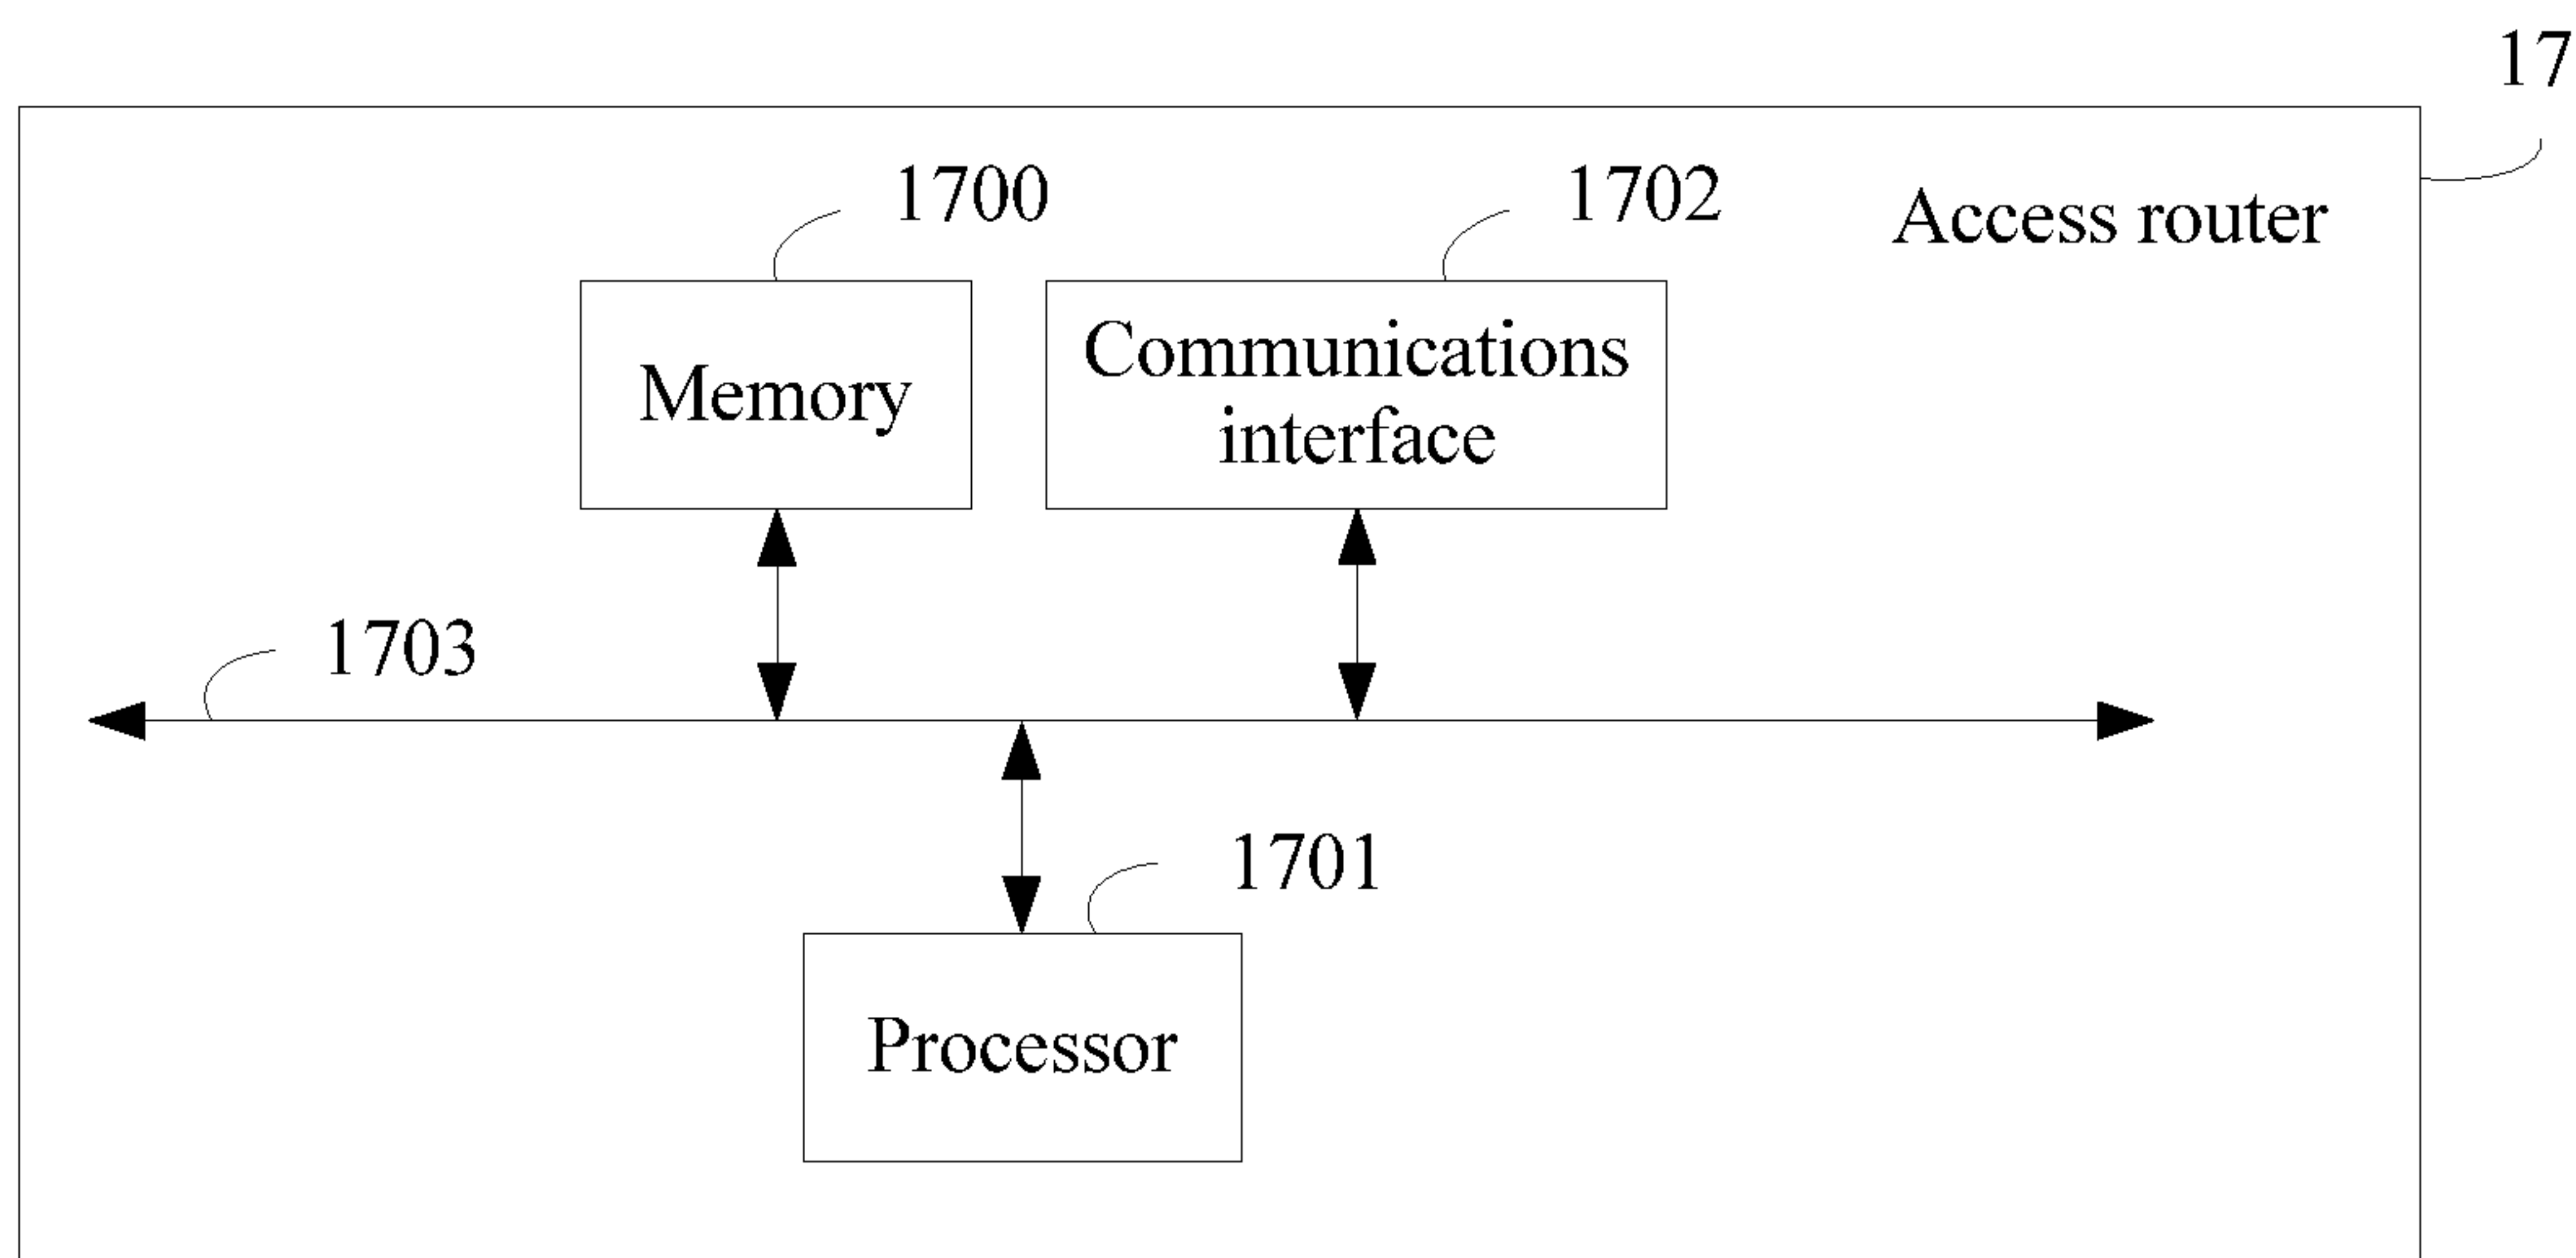 17
1700
1702
Access router
Memory
Communications
interface
1703
1701
Processor